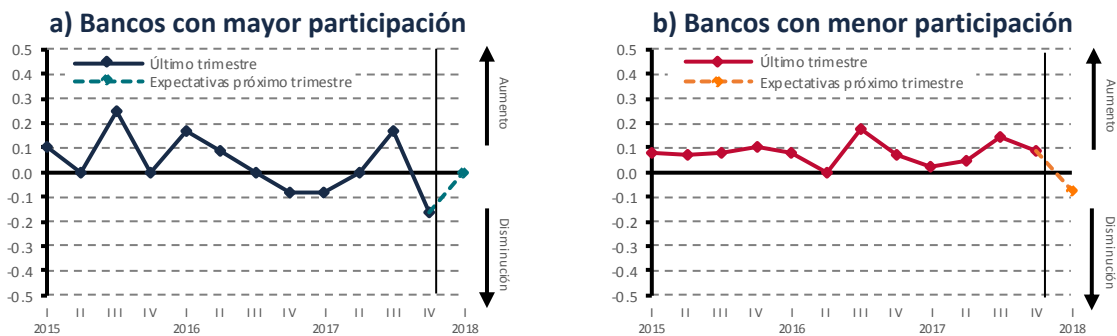 a) Bancos con mayor participación
0.5
0.4
0.3
0.2
0.1
0.0
-0.1
-0.2
-0.3
-0.4
-0.5
Último trimestre
Expectativas próximo trimestre
Aumento
Disminución
I II III IV I II III IV I II III IV I
2015 2016 2017 2018
b) Bancos con menor participación
0.5
0.4
0.3
0.2
0.1
0.0
-0.1
-0.2
-0.3
-0.4
-0.5
Último trimestre
Expectativas próximo trimestre
Aumento
Disminución
I II III IV I II III IV I II III IV I
2015 2016 2017 2018